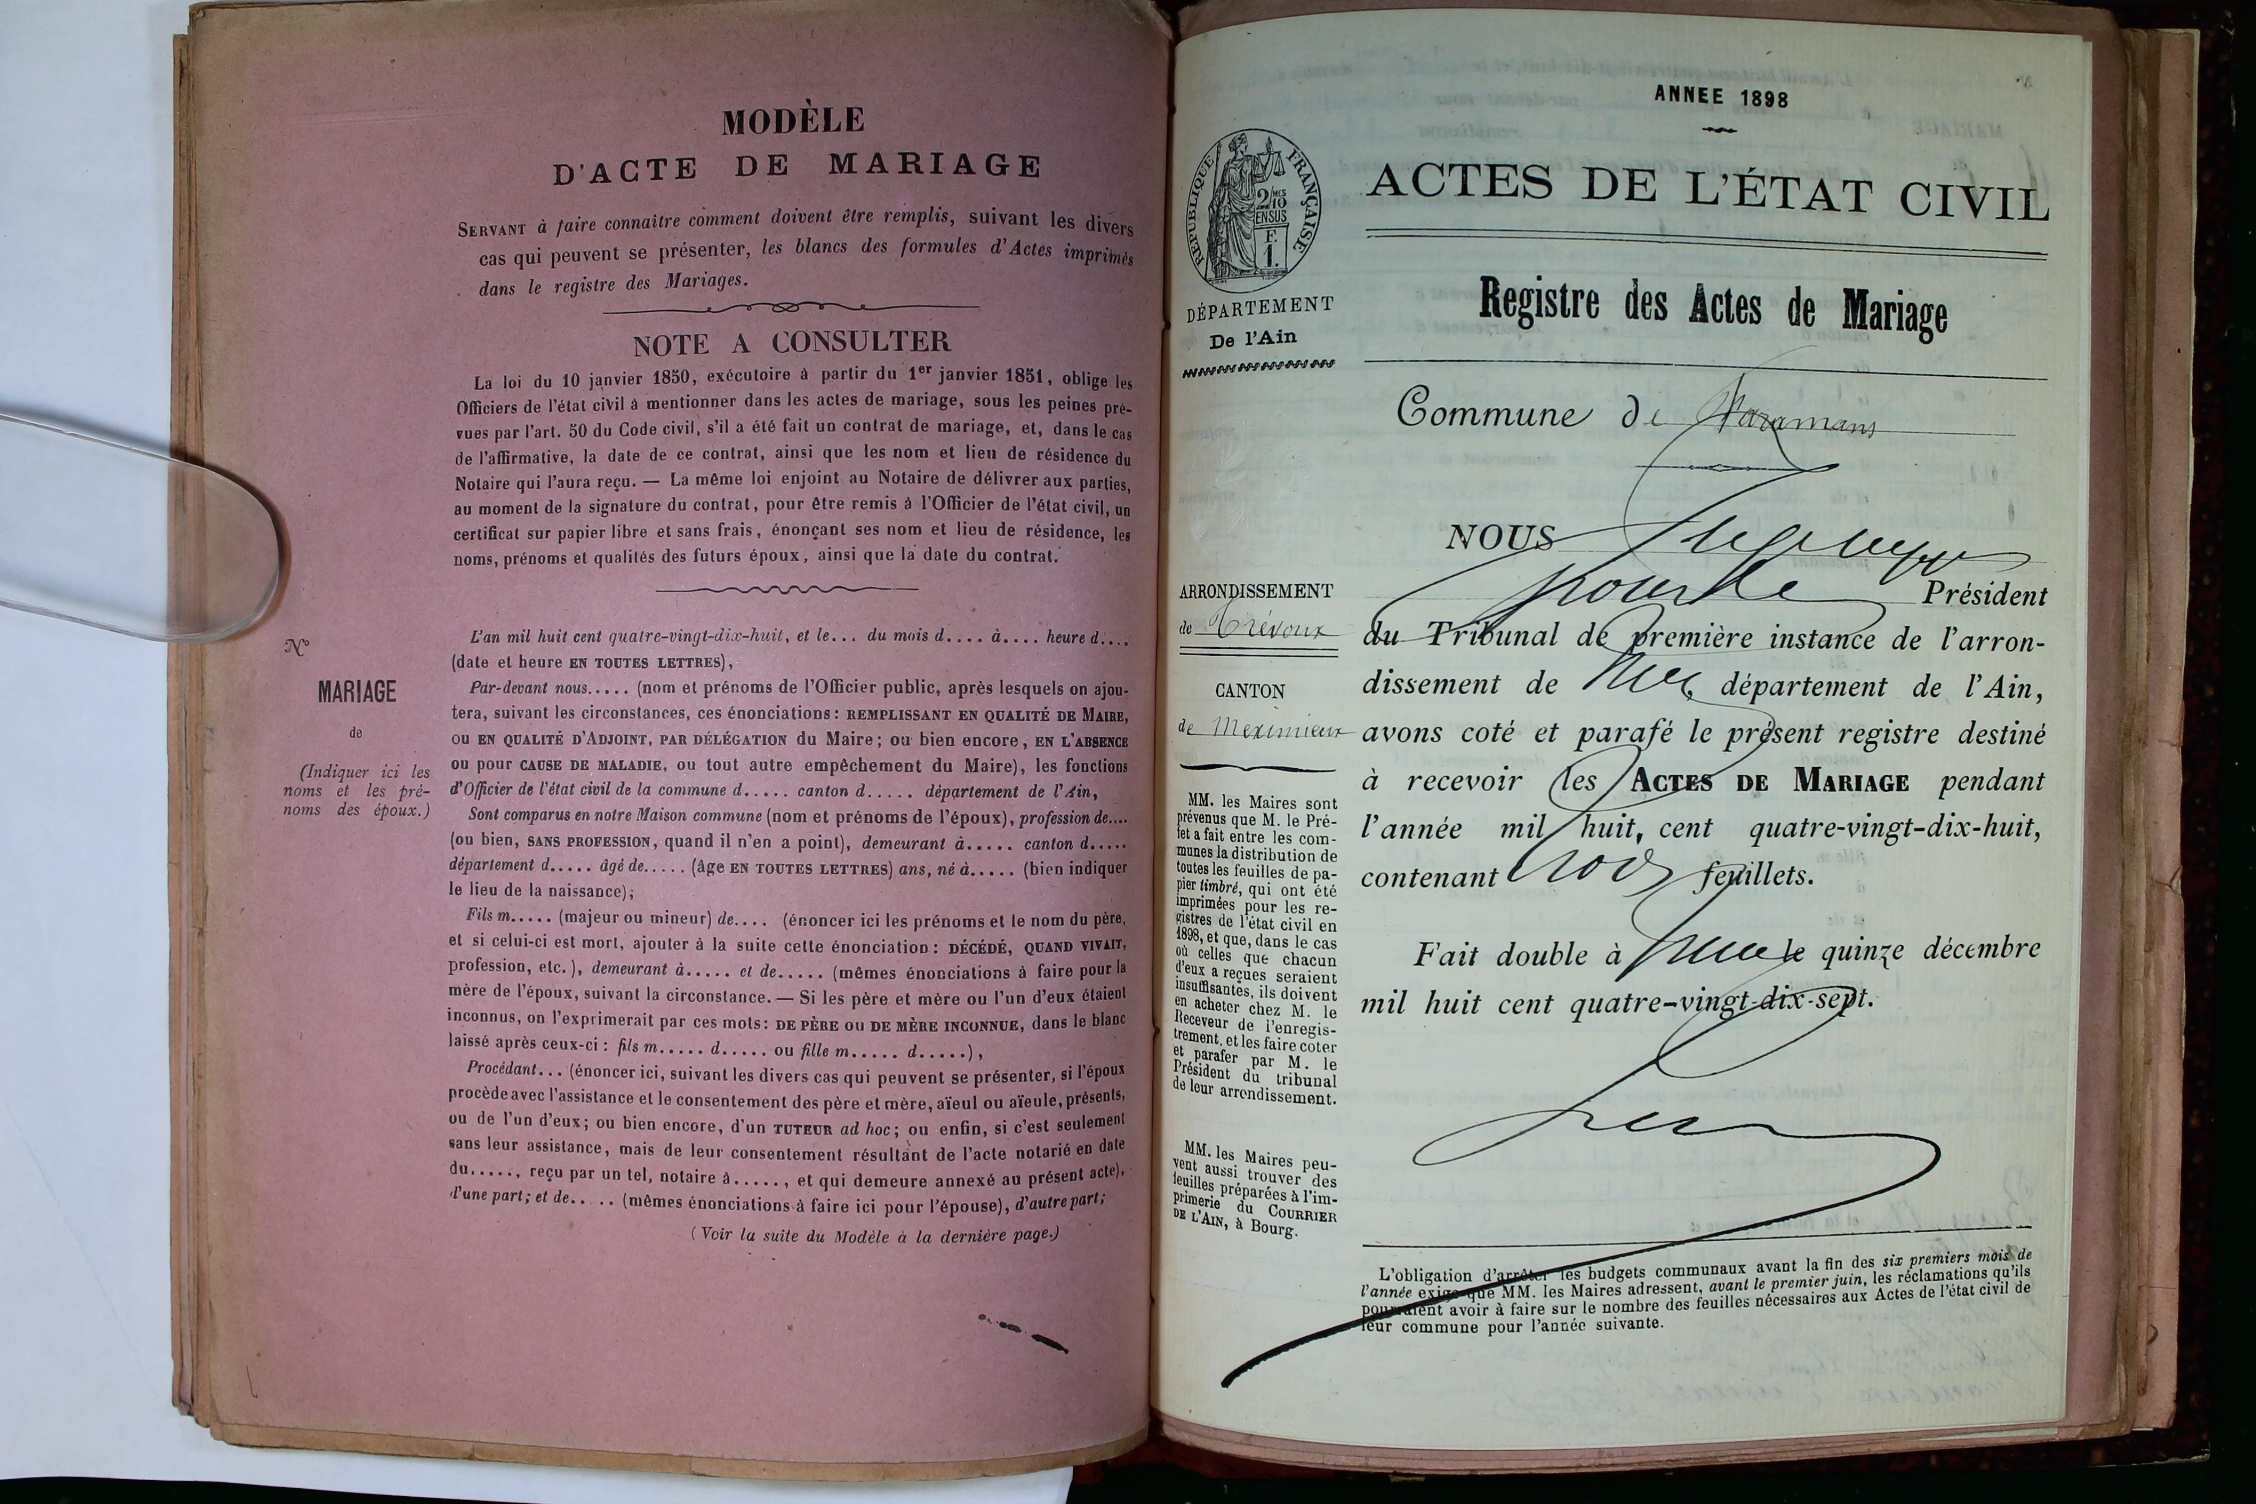 MODÈLE
D'ACTE DE MARIAGE
SERVANT à faire connaître comment doivent être remplis, suivant les divers
cas qui peuvent se présenter, les blancs des formules d'Actes imprimés
dans le registre des Mariages.
NOTE A CONSULTER
La loi du 10 janvier 1850, exécutoire à partir du 1er janvier 1851, oblige les
Officiers de l'état civil à mentionner dans les actes de mariage, sous les peines pré-
vues par l'art. 50 du Code civil, s'il a été fait un contrat de mariage, et, dans le cas
de l'affirmative, la date de ce contrat, ainsi que les nom et lieu de résidence du
Notaire qui l'aura reçu. — La même loi enjoint au Notaire de délivrer aux parties,
au moment de la signature du contrat, pour être remis à l'Officier de l'état civil, un
certificat sur papier libre et sans frais, énonçant ses nom et lieu de résidence, les
noms, prénoms et qualités des futurs époux, ainsi que la date du contrat.
N°
MARIAGE
de
(Indiquer ici les
noms et les pré-
noms des époux.)
L'an mil huit cent quatre-vingt-dix-huit, et le... du mois d.... à.... heure d....
(date et heure EN TOUTES LETTRES),
Par-devant nous..... (nom et prénoms de l'Officier public, après lesquels on ajou-
tera, suivant les circonstances, ces énonciations: REMPLISSANT EN QUALITÉ DE MAIRE,
ou EN QUALITÉ D'ADJOINT, PAR DÉLÉGATION du Maire; ou bien encore, EN L'ABSENCE
ou pour CAUSE DE MALADIE, ou tout autre empêchement du Maire), les fonctions
d'Officier de l'état civil de la commune d..... canton d..... département de l'Ain,
Sont comparus en notre Maison commune (nom et prénoms de l'époux), profession de....
(ou bien, SANS PROFESSION, quand il n'en a point), demeurant à..... canton d.....
département d..... âgé de..... (âge EN TOUTES LETTRES) ans, né à..... (bien indiquer
le lieu de la naissance);
Fils m..... (majeur ou mineur) de.... (énoncer ici les prénoms et le nom du père,
et si celui-ci est mort, ajouter à la suite cette énonciation: DÉCÉDÉ, QUAND VIVAIT,
profession, etc.), demeurant à..... et de..... (mêmes énonciations à faire pour la
mère de l'époux, suivant la circonstance. — Si les père et mère ou l'un d'eux étaient
inconnus, on l'exprimerait par ces mots: DE PÈRE OU DE MÈRE INCONNUE, dans le blanc
laissé après ceux-ci: fils m..... d..... ou fille m..... d.....),
Procédant... (énoncer ici, suivant les divers cas qui peuvent se présenter, si l'époux
procède avec l'assistance et le consentement des père et mère, aïeul ou aïeule, présents,
ou de l'un d'eux; ou bien encore, d'un TUTEUR ad hoc; ou enfin, si c'est seulement
sans leur assistance, mais de leur consentement résultant de l'acte notarié en date
du....., reçu par un tel, notaire à....., et qui demeure annexé au présent acte),
d'une part; et de..... (mêmes énonciations à faire ici pour l'épouse), d'autre part;
(Voir la suite du Modèle à la dernière page.)
ANNEE 1898
RÉPUBLIQUE FRANÇAISE
2/10 MES
EN SUS
F.
1.
DÉPARTEMENT
De l'Ain
ACTES DE L'ÉTAT CIVIL
Registre des Actes de Mariage
Commune de Faramans
ARRONDISSEMENT
de Trévoux
CANTON
de Meximieux
MM. les Maires sont
prévenus que M. le Pré-
fet a fait entre les com-
munes la distribution de
toutes les feuilles de pa-
pier timbré, qui ont été
imprimées pour les re-
gistres de l'état civil en
1898, et que, dans le cas
où celles que chacun
d'eux a reçues seraient
insuffisantes, ils doivent
en acheter chez M. le
Receveur de l'enregis-
trement, et les faire coter
et parafer par M. le
Président du tribunal
de leur arrondissement.
MM. les Maires peu-
vent aussi trouver des
feuilles préparées à l'im-
primerie du COURRIER
DE L'AIN, à Bourg.
NOUS
Président
du Tribunal de première instance de l'arron-
dissement de département de l'Ain,
avons coté et parafé le présent registre destiné
à recevoir les ACTES DE MARIAGE pendant
l'année mil huit cent quatre-vingt-dix-huit,
contenant trois feuillets.
Fait double à le quinze décembre
mil huit cent quatre-vingt-dix-sept.
L'obligation d'arrêter les budgets communaux avant la fin des six premiers mois de
l'année exige que MM. les Maires adressent, avant le premier juin, les réclamations qu'ils
pourraient avoir à faire sur le nombre des feuilles nécessaires aux Actes de l'état civil de
leur commune pour l'année suivante.